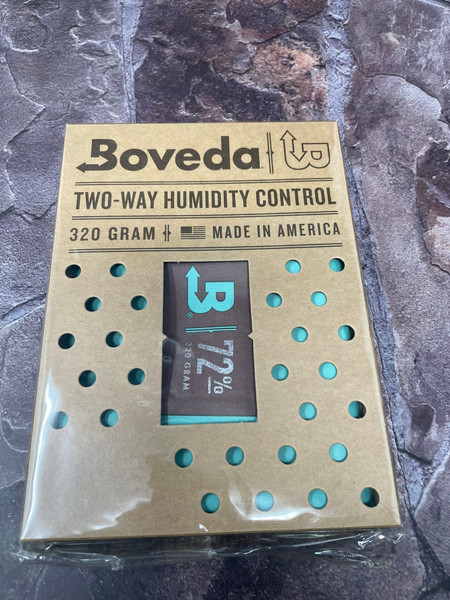 Boveda B
TWO-WAY HUMIDITY CONTROL
320 GRAM MADE IN AMERICA
B ®
72%
320 GRAM